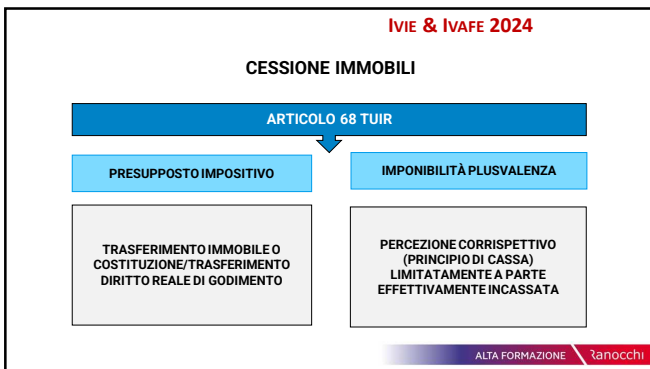 IVIE & IVAFE 2024
CESSIONE IMMOBILI
ARTICOLO 68 TUIR
PRESUPPOSTO IMPOSITIVO
IMPONIBILITÀ PLUSVALENZA
TRASFERIMENTO IMMOBILE O
COSTITUZIONE/TRASFERIMENTO
DIRITTO REALE DI GODIMENTO
PERCEZIONE CORRISPETTIVO
(PRINCIPIO DI CASSA)
LIMITATAMENTE A PARTE
EFFETTIVAMENTE INCASSATA
ALTA FORMAZIONE Ranocchi